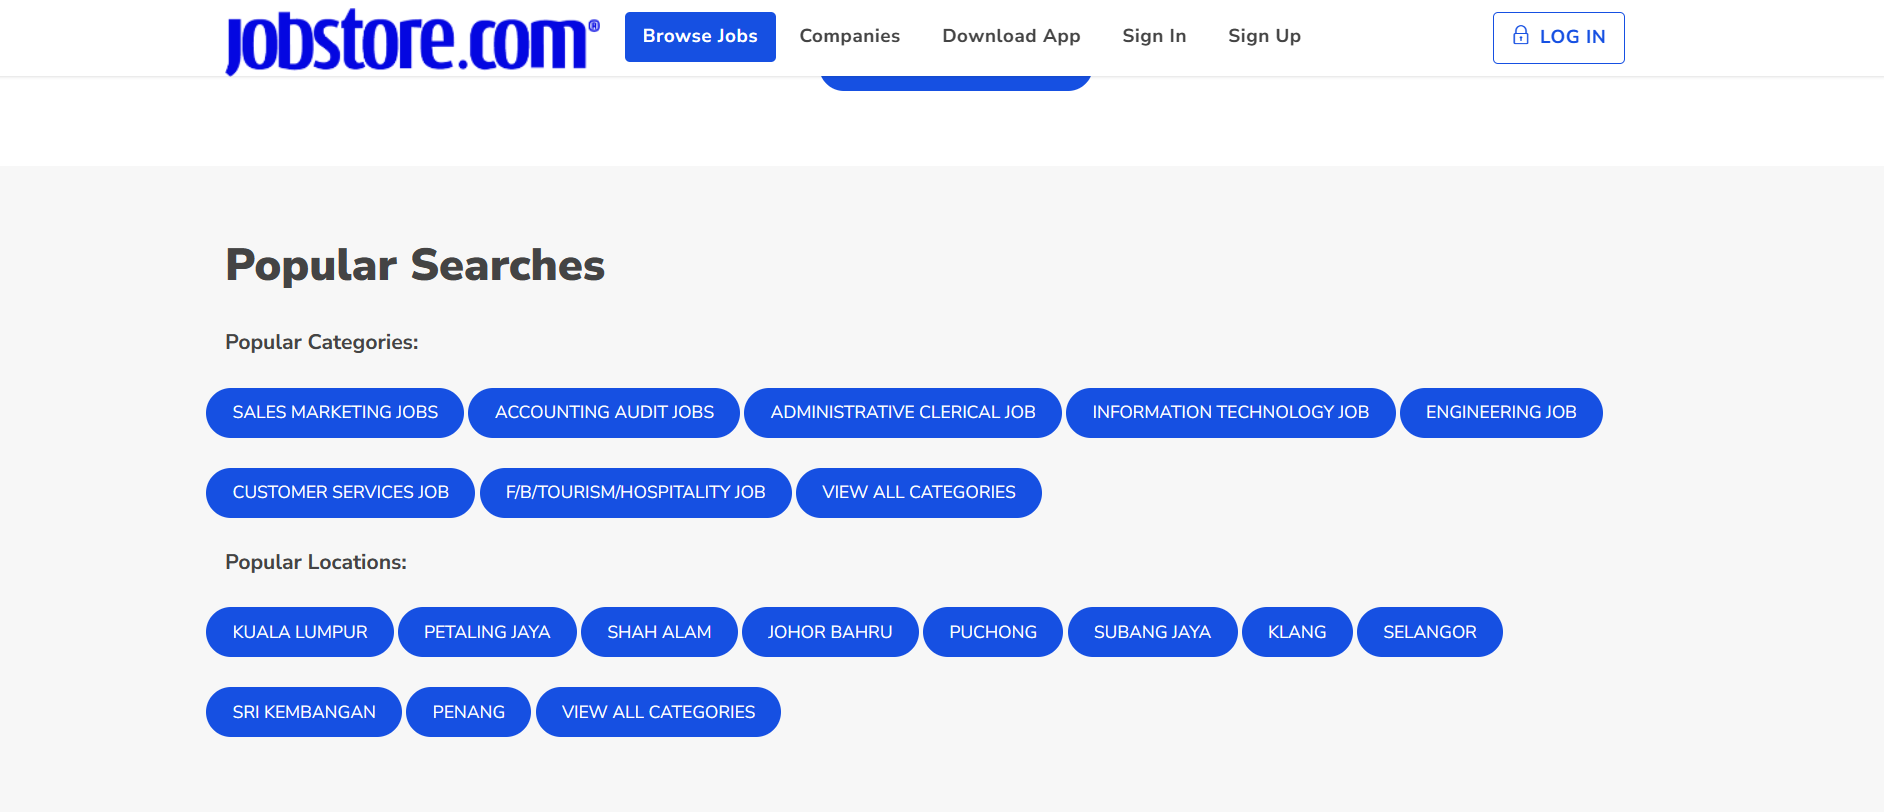 jobstore.com® Browse Jobs Companies Download App Sign In Sign Up LOG IN
Popular Searches
Popular Categories:
SALES MARKETING JOBS ACCOUNTING AUDIT JOBS ADMINISTRATIVE CLERICAL JOB INFORMATION TECHNOLOGY JOB ENGINEERING JOB
CUSTOMER SERVICES JOB F/B/TOURISM/HOSPITALITY JOB VIEW ALL CATEGORIES
Popular Locations:
KUALA LUMPUR PETALING JAYA SHAH ALAM JOHOR BAHRU PUCHONG SUBANG JAYA KLANG SELANGOR
SRI KEMBANGAN PENANG VIEW ALL CATEGORIES